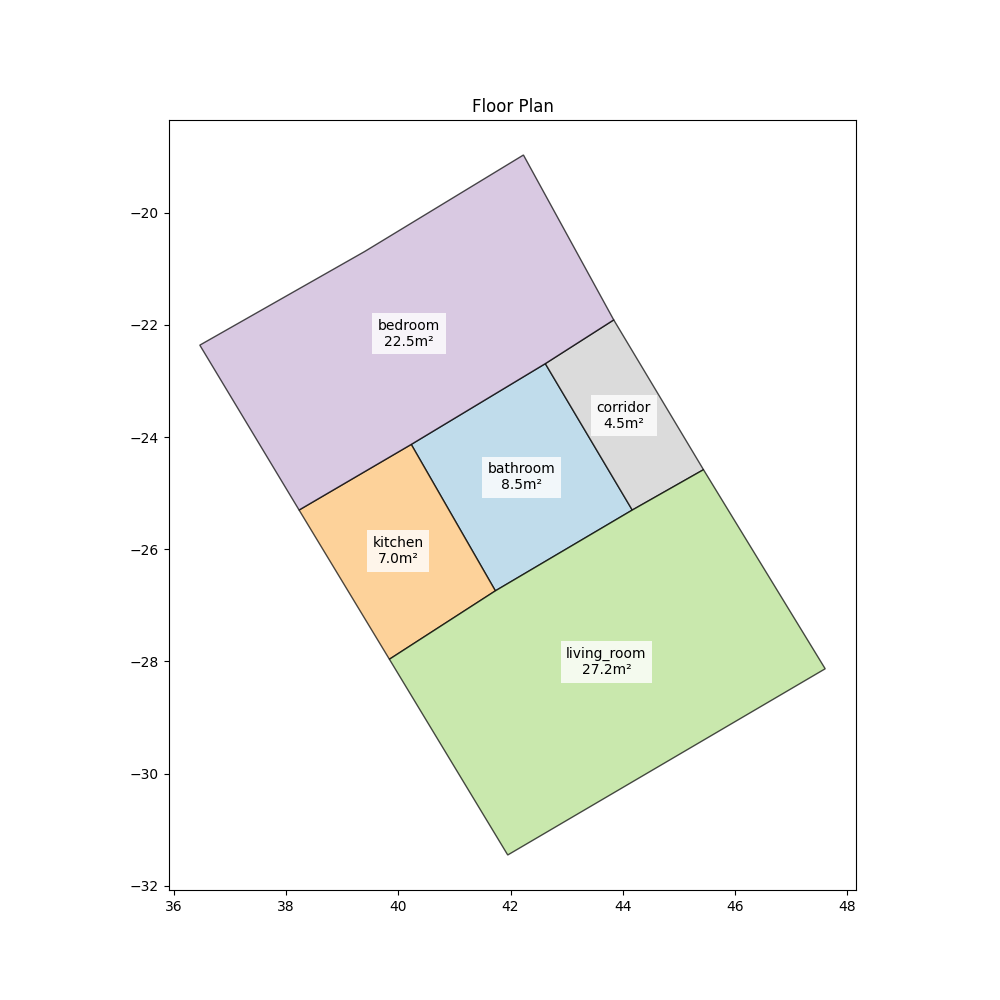 Floor Plan
−20
−22
−24
−26
−28
−30
−32
bedroom
22.5m²
corridor
4.5m²
bathroom
8.5m²
kitchen
7.0m²
living_room
27.2m²
36
38
40
42
44
46
48